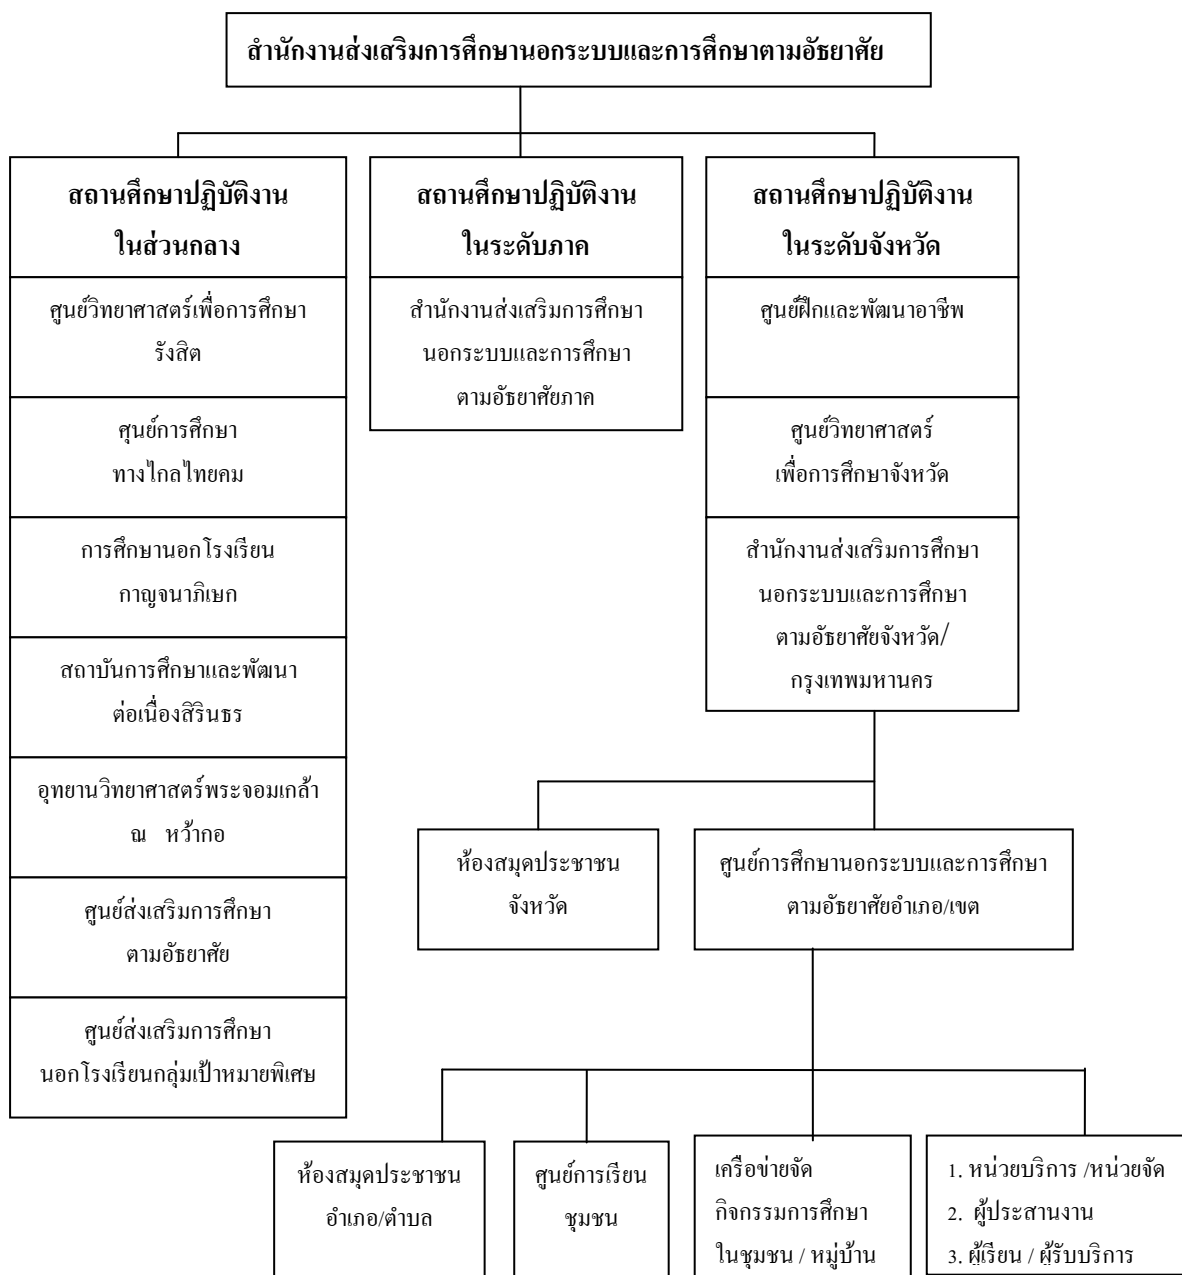 สำนักงานส่งเสริมการศึกษานอกระบบและการศึกษาตามอัธยาศัย
สถานศึกษาปฏิบัติงาน
ในส่วนกลาง
ศูนย์วิทยาศาสตร์เพื่อการศึกษา
รังสิต
ศุนย์การศึกษา
ทางไกลไทยคม
การศึกษานอกโรงเรียน
กาญจนาภิเษก
สถาบันการศึกษาและพัฒนา
ต่อเนื่องสิรินธร
อุทยานวิทยาศาสตร์พระจอมเกล้า
ณ หว้ากอ
ศูนย์ส่งเสริมการศึกษา
ตามอัธยาศัย
ศูนย์ส่งเสริมการศึกษา
นอกโรงเรียนกลุ่มเป้าหมายพิเศษ
สถานศึกษาปฏิบัติงาน
ในระดับภาค
สำนักงานส่งเสริมการศึกษา
นอกระบบและการศึกษา
ตามอัธยาศัยภาค
สถานศึกษาปฏิบัติงาน
ในระดับจังหวัด
ศูนย์ฝึกและพัฒนาอาชีพ
ศูนย์วิทยาศาสตร์
เพื่อการศึกษาจังหวัด
สำนักงานส่งเสริมการศึกษา
นอกระบบและการศึกษา
ตามอัธยาศัยจังหวัด/
กรุงเทพมหานคร
ห้องสมุดประชาชน
จังหวัด
ศูนย์การศึกษานอกระบบและการศึกษา
ตามอัธยาศัยอำเภอ/เขต
ห้องสมุดประชาชน
อำเภอ/ตำบล
ศูนย์การเรียน
ชุมชน
เครือข่ายจัด
กิจกรรมการศึกษา
ในชุมชน / หมู่บ้าน
1. หน่วยบริการ /หน่วยจัด
2. ผู้ประสานงาน
3. ผู้เรียน / ผู้รับบริการ